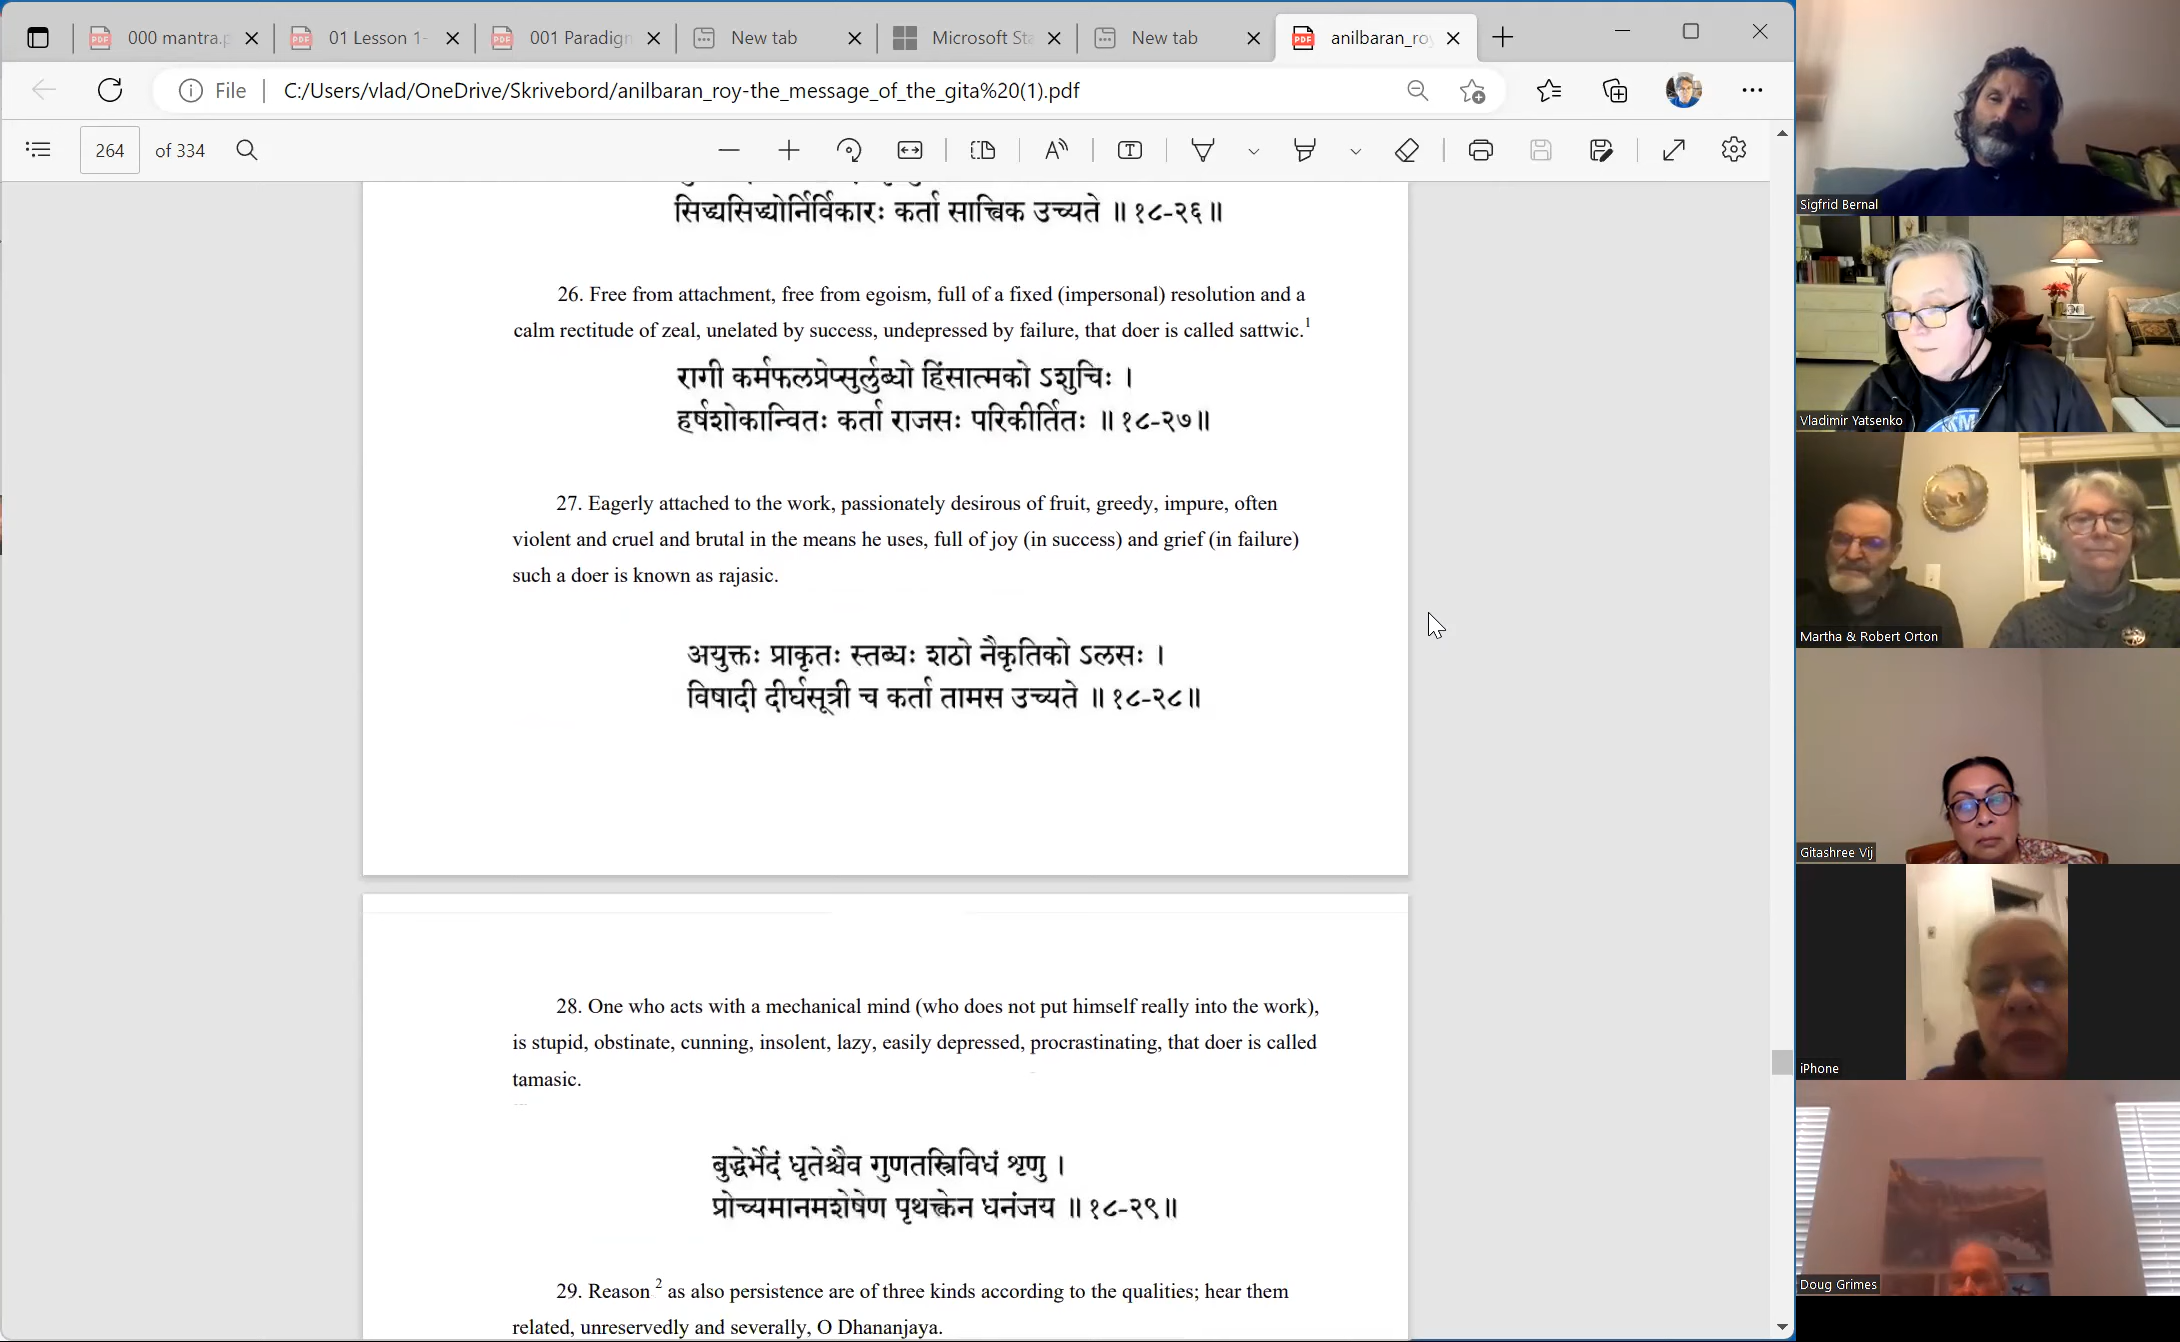 000 mantra.p
01 Lesson 1-
001 Paradign
New tab
Microsoft Sta
New tab
anilbaran_roy
File
C:/Users/vlad/OneDrive/Skrivebord/anilbaran_roy-the_message_of_the_gita%20(1).pdf
264 of 334
सिद्ध्यसिद्ध्योर्निर्विकारः कर्ता सात्त्विक उच्यते ॥१८-२६॥
26. Free from attachment, free from egoism, full of a fixed (impersonal) resolution and a
calm rectitude of zeal, unelated by success, undepressed by failure, that doer is called sattwic.1
रागी कर्मफलप्रेप्सुर्लुब्धो हिंसात्मको ऽशुचिः ।
हर्षशोकान्वितः कर्ता राजसः परिकीर्तितः ॥१८-२७॥
27. Eagerly attached to the work, passionately desirous of fruit, greedy, impure, often
violent and cruel and brutal in the means he uses, full of joy (in success) and grief (in failure)
such a doer is known as rajasic.
अयुक्तः प्राकृतः स्तब्धः शठो नैकृतिको ऽलसः ।
विषादी दीर्घसूत्री च कर्ता तामस उच्यते ॥१८-२८॥
28. One who acts with a mechanical mind (who does not put himself really into the work),
is stupid, obstinate, cunning, insolent, lazy, easily depressed, procrastinating, that doer is called
tamasic.
बुद्धेर्भेदं धृतेश्चैव गुणतस्त्रिविधं शृणु ।
प्रोच्यमानमशेषेण पृथक्त्वेन धनंजय ॥१८-२९॥
29. Reason 2 as also persistence are of three kinds according to the qualities; hear them
related, unreservedly and severally, O Dhananjaya.
Sigfrid Bernal
Vladimir Yatsenko
Martha & Robert Orton
Gitashree Vij
iPhone
Doug Grimes